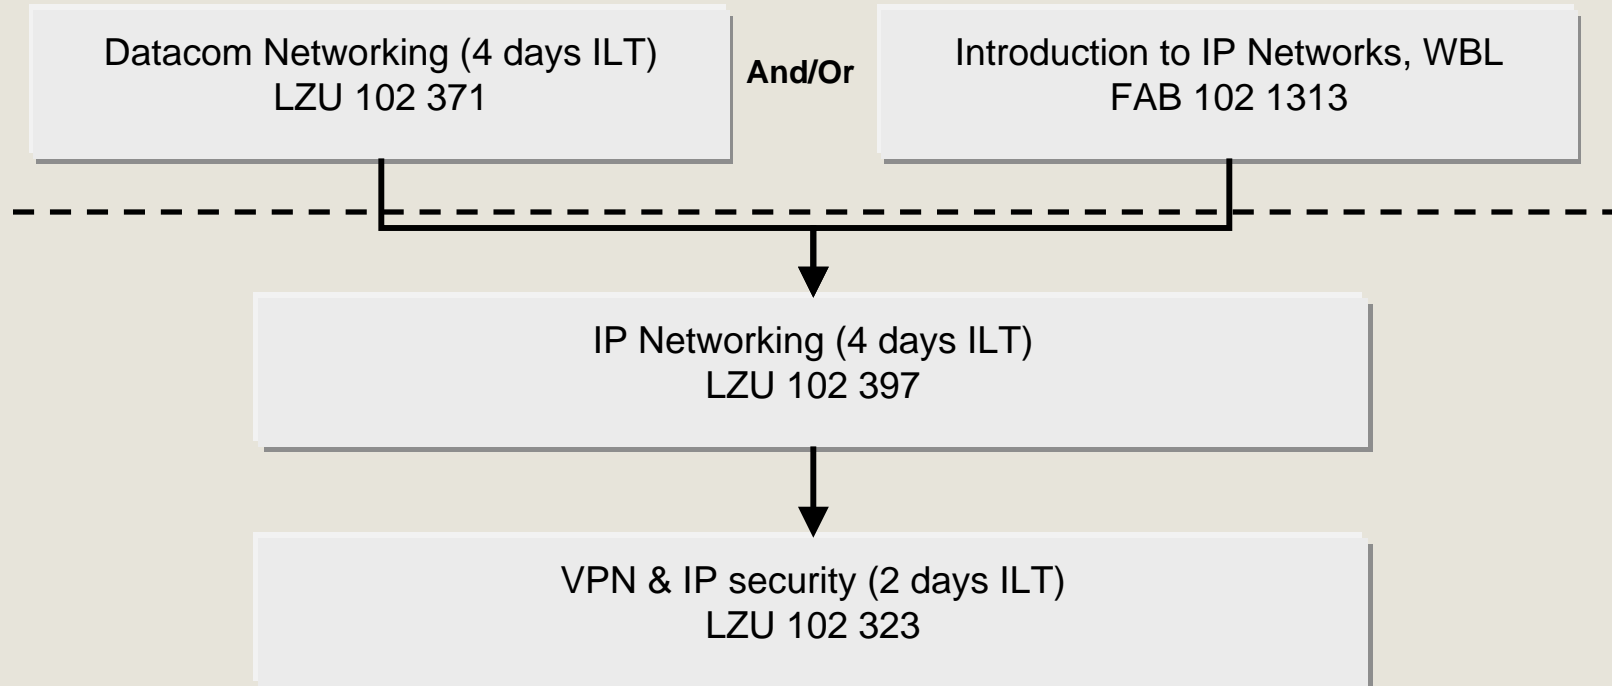 Datacom Networking (4 days ILT)
LZU 102 371
And/Or
Introduction to IP Networks, WBL
FAB 102 1313
IP Networking (4 days ILT)
LZU 102 397
VPN & IP security (2 days ILT)
LZU 102 323